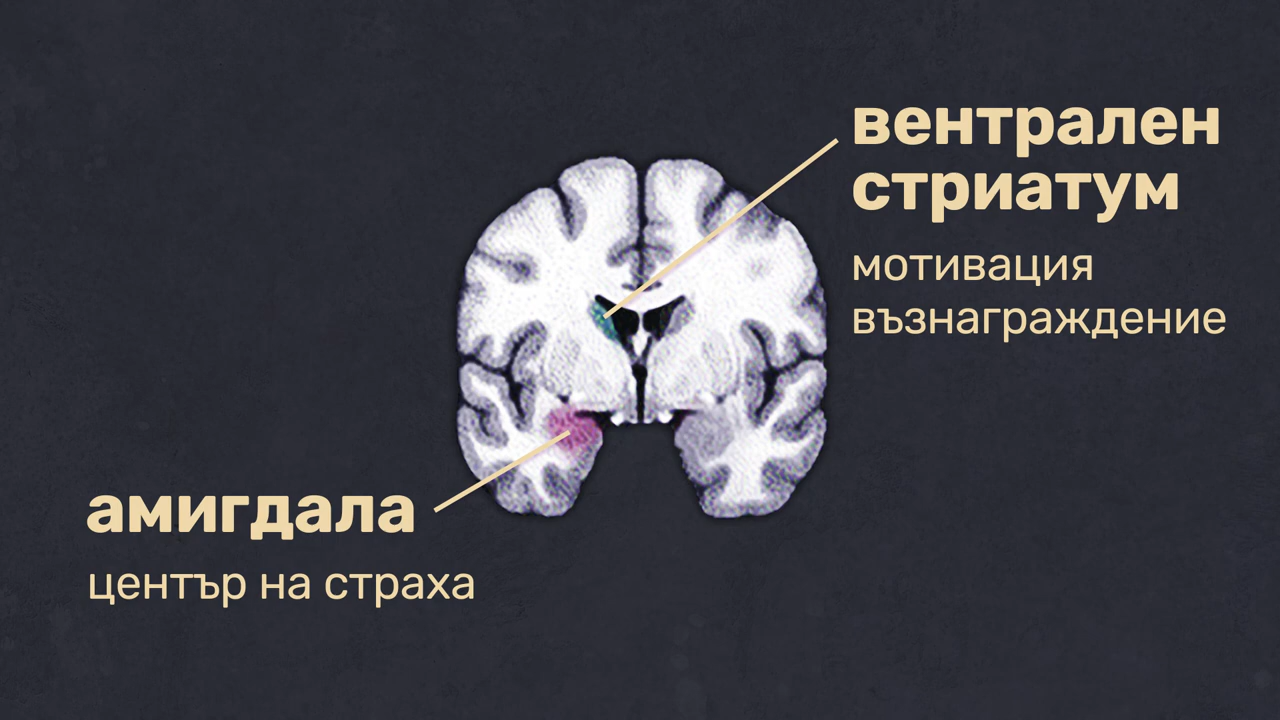 вентрален
стриатум
мотивация
възнаграждение
амигдала
център на страха